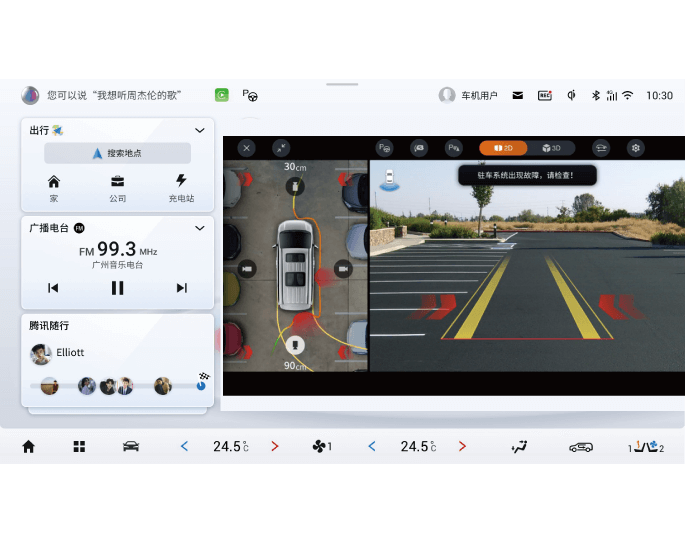 您可以说“我想听周杰伦的歌”
P
车机用户
REC
4G
10:30
出行
搜索地点
家
公司
充电站
广播电台 FM
FM 99.3 MHz
广州音乐电台
腾讯随行
Elliott
P
P
2D
3D
30cm
90cm
驻车系统出现故障，请检查！
24.5°C
1
24.5°C
1
2